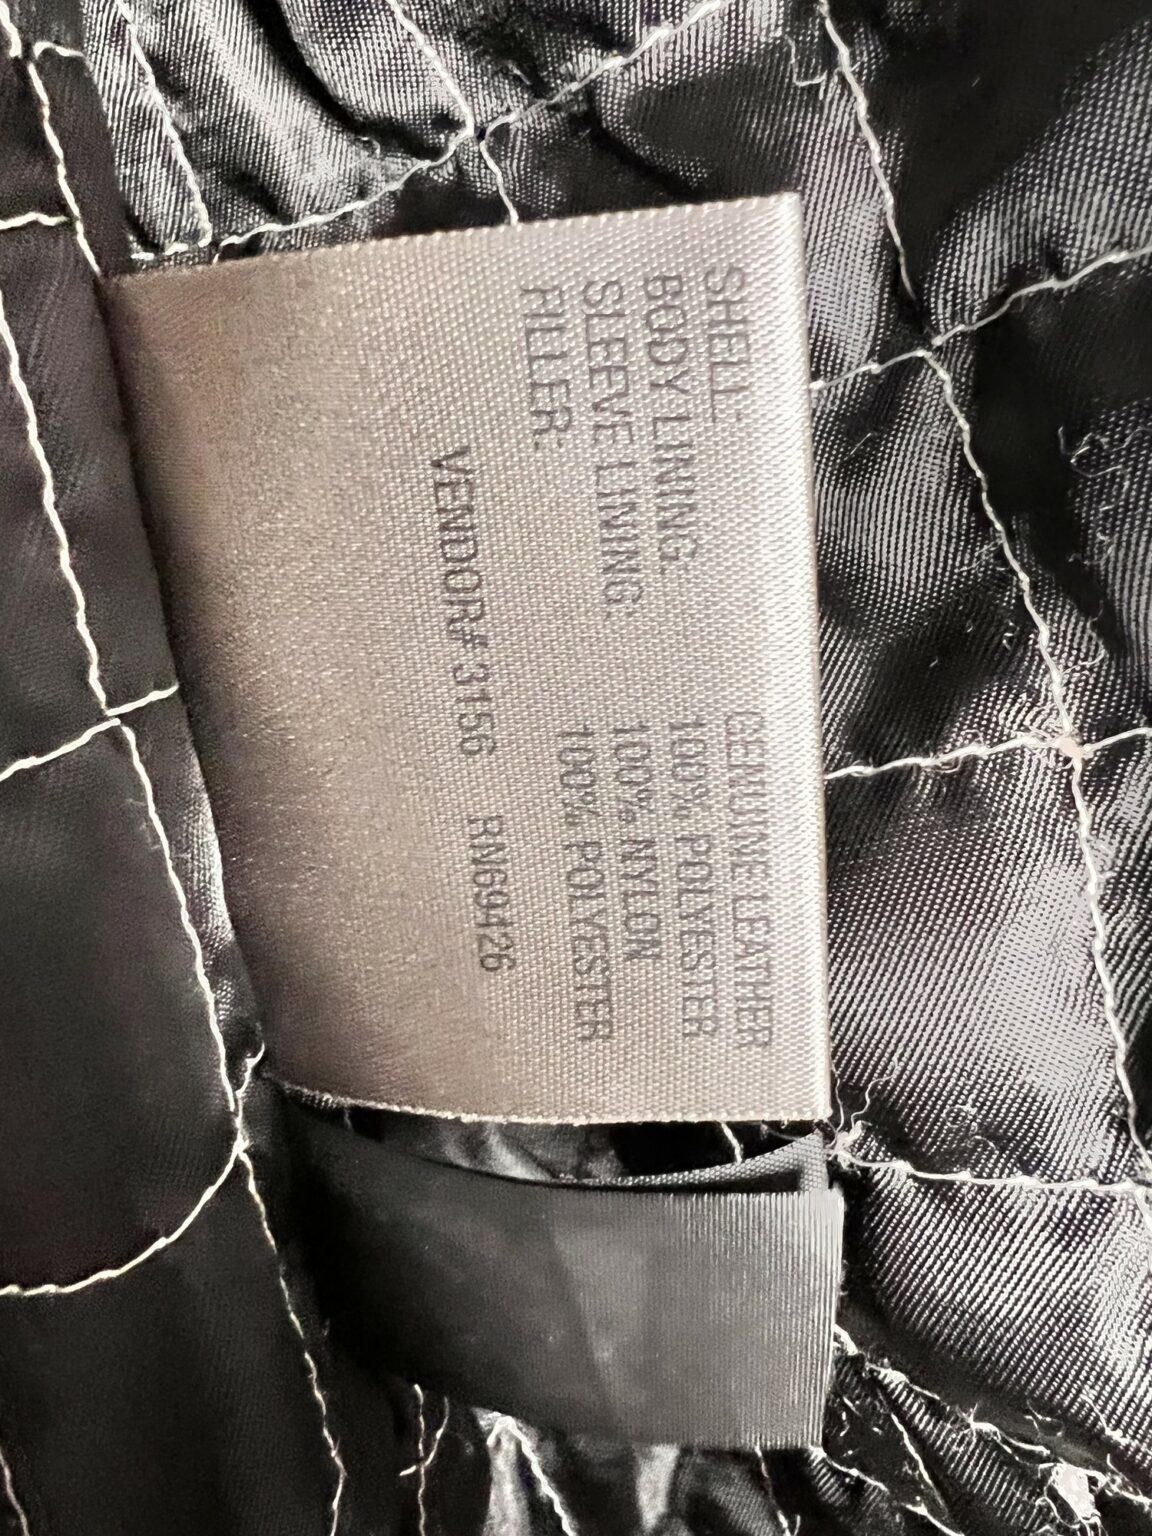 SHELL: GENUINE LEATHER
BODY LINING: 100% POLYESTER
SLEEVE LINING: 100% NYLON
FILLER: 100% POLYESTER
VENDOR# 3156 RN69426